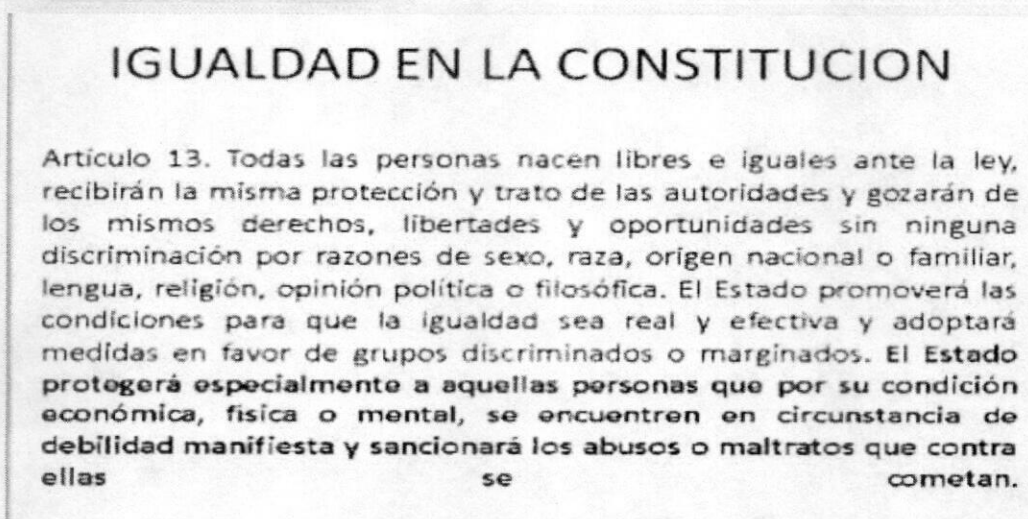 IGUALDAD EN LA CONSTITUCION
Artículo 13. Todas las personas nacen libres e iguales ante la ley,
recibirán la misma protección y trato de las autoridades y gozarán de
los mismos derechos, libertades y oportunidades sin ninguna
discriminación por razones de sexo, raza, origen nacional o familiar,
lengua, religión, opinión política o filosófica. El Estado promoverá las
condiciones para que la igualdad sea real y efectiva y adoptará
medidas en favor de grupos discriminados o marginados. El Estado
protegerá especialmente a aquellas personas que por su condición
económica, física o mental, se encuentren en circunstancia de
debilidad manifiesta y sancionará los abusos o maltratos que contra
ellas se cometan.